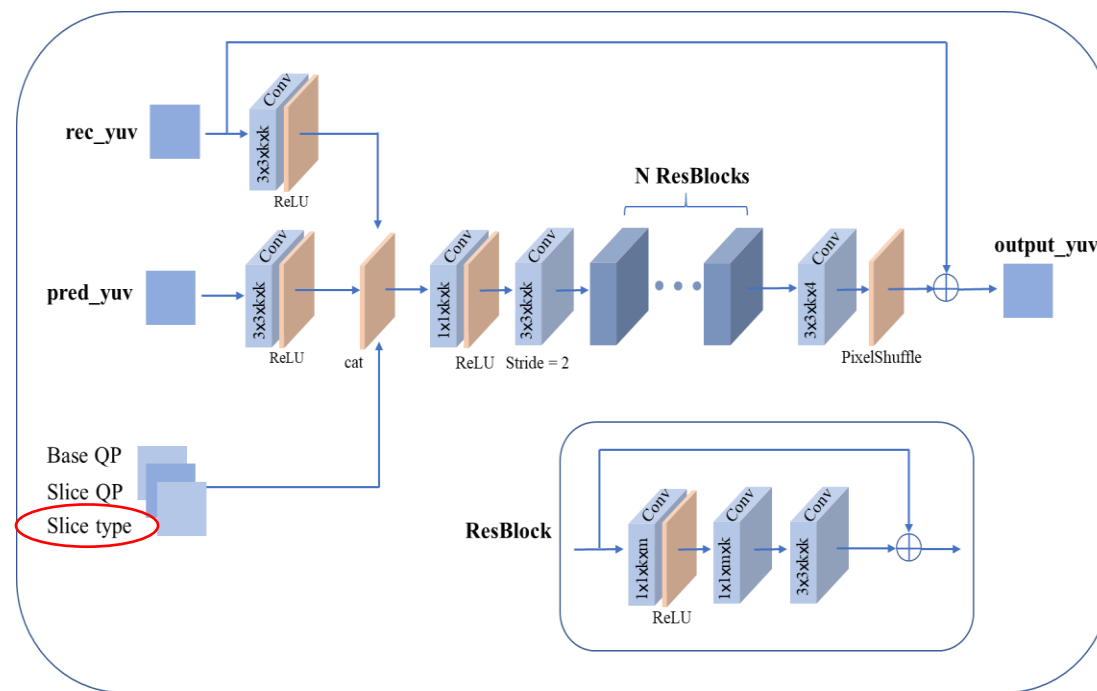 rec_yuv
Conv
3x3xkxk
ReLU
N ResBlocks
pred_yuv
Conv
3x3xkxk
ReLU
cat
Conv
1x1xkxk
ReLU
Conv
3x3xkxk
Stride = 2
Conv
3x3xkx4
PixelShuffle
output_yuv
Base QP
Slice QP
Slice type
ResBlock
Conv
1x1xkxm
ReLU
Conv
1x1xmxk
Conv
3x3xkxk